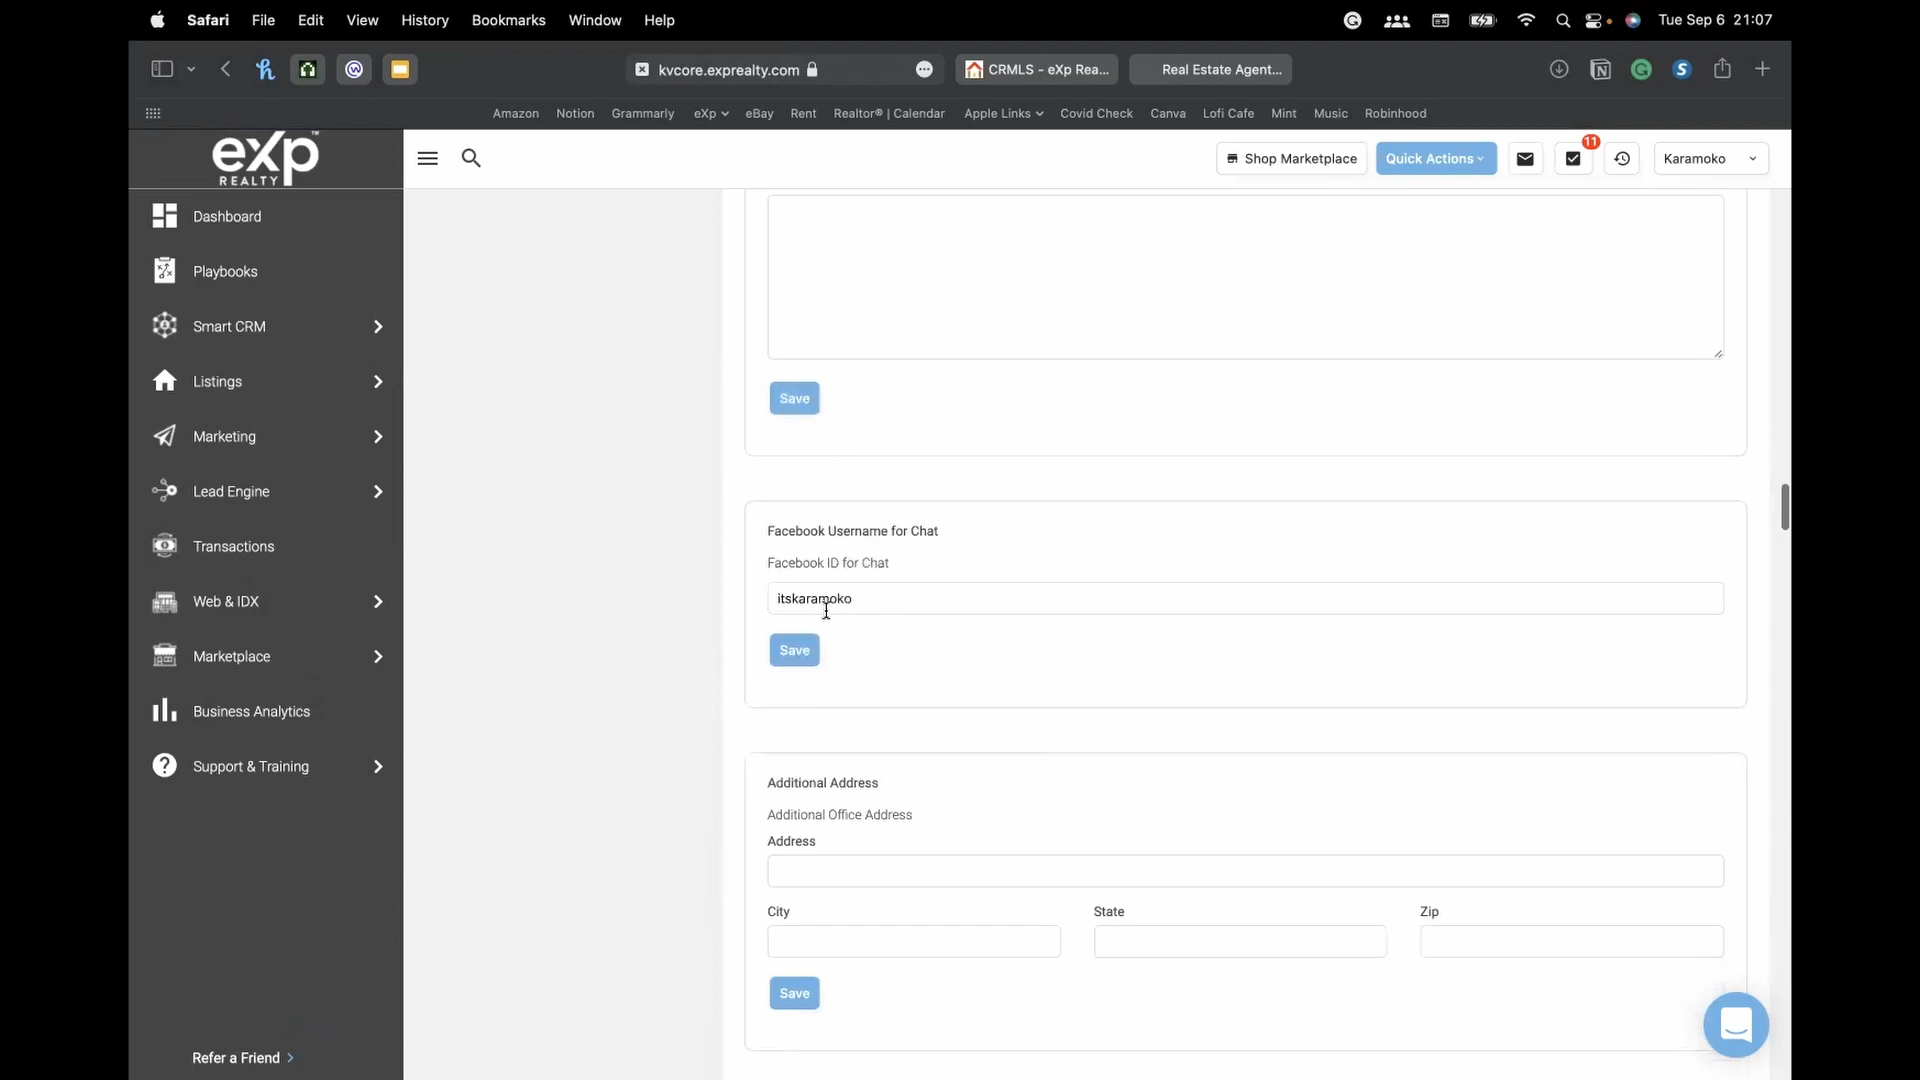 Safari File Edit View History Bookmarks Window Help Tue Sep 6 21:07
kvcore.exprealty.com CRMLS - eXp Rea... Real Estate Agent...
Amazon Notion Grammarly eXp eBay Rent Realtor® | Calendar Apple Links Covid Check Canva Lofi Cafe Mint Music Robinhood
eXp™
REALTY
Shop Marketplace Quick Actions 11 Karamoko
Dashboard
Playbooks
Smart CRM
Listings
Marketing
Lead Engine
Transactions
Web & IDX
Marketplace
Business Analytics
Support & Training
Refer a Friend
Save
Facebook Username for Chat
Facebook ID for Chat
itskaramoko
Save
Additional Address
Additional Office Address
Address
City State Zip
Save